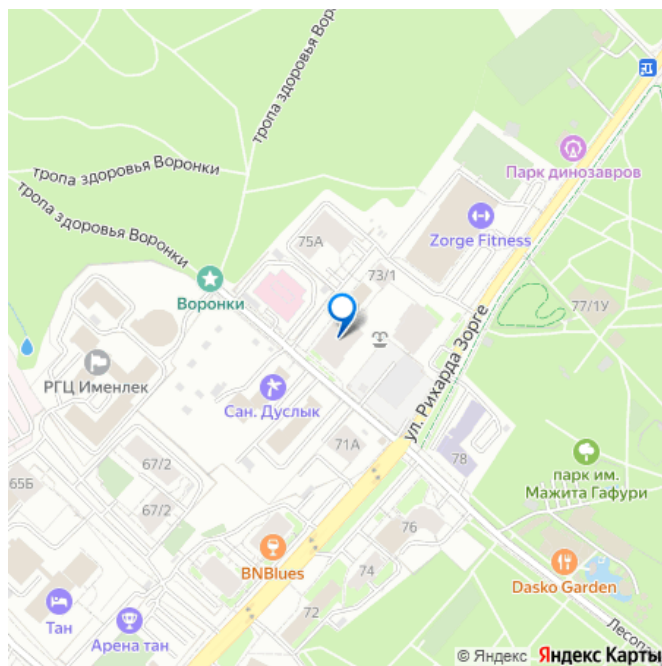 тропа здоровья Вор
тропа здоровья Воронки
тропа здоровья Воронки
Парк динозавров
Zorge Fitness
75А
73/1
77/1У
Воронки
ул. Рихарда Зорге
РГЦ Именлек
Сан. Дуслык
71А
78
парк им.
Мажита Гафури
67/2
65Б
67/2
76
BNBlues
74
Dasko Garden
72
Тан
Арена тан
Лесопа
© Яндекс Яндекс Карты